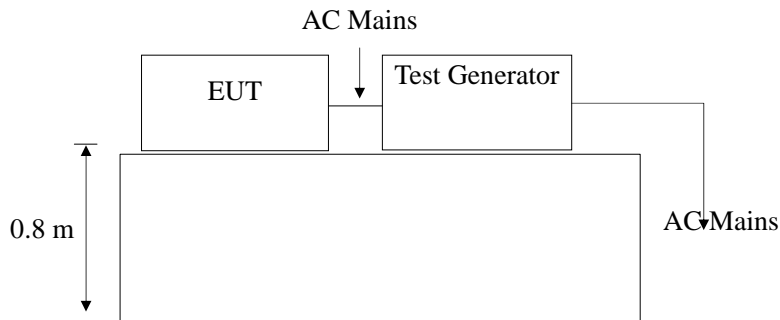 AC Mains
EUT
Test Generator
0.8 m
AC Mains